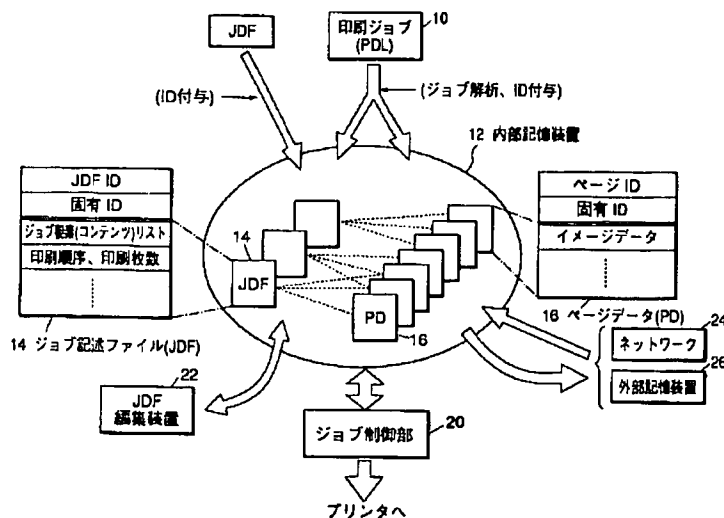 JDF
印刷ジョブ
(PDL)
10
(ID付与)
(ジョブ解析、ID付与)
12 内部記憶装置
JDF ID
固有 ID
ジョブ要素(コンテンツ)リスト
印刷順序、印刷枚数
14 ジョブ記述ファイル(JDF)
14
JDF
PD
16
ページ ID
固有 ID
イメージデータ
16 ページデータ(PD)
24
ネットワーク
26
外部記憶装置
22
JDF
編集装置
ジョブ制御部
20
プリンタへ